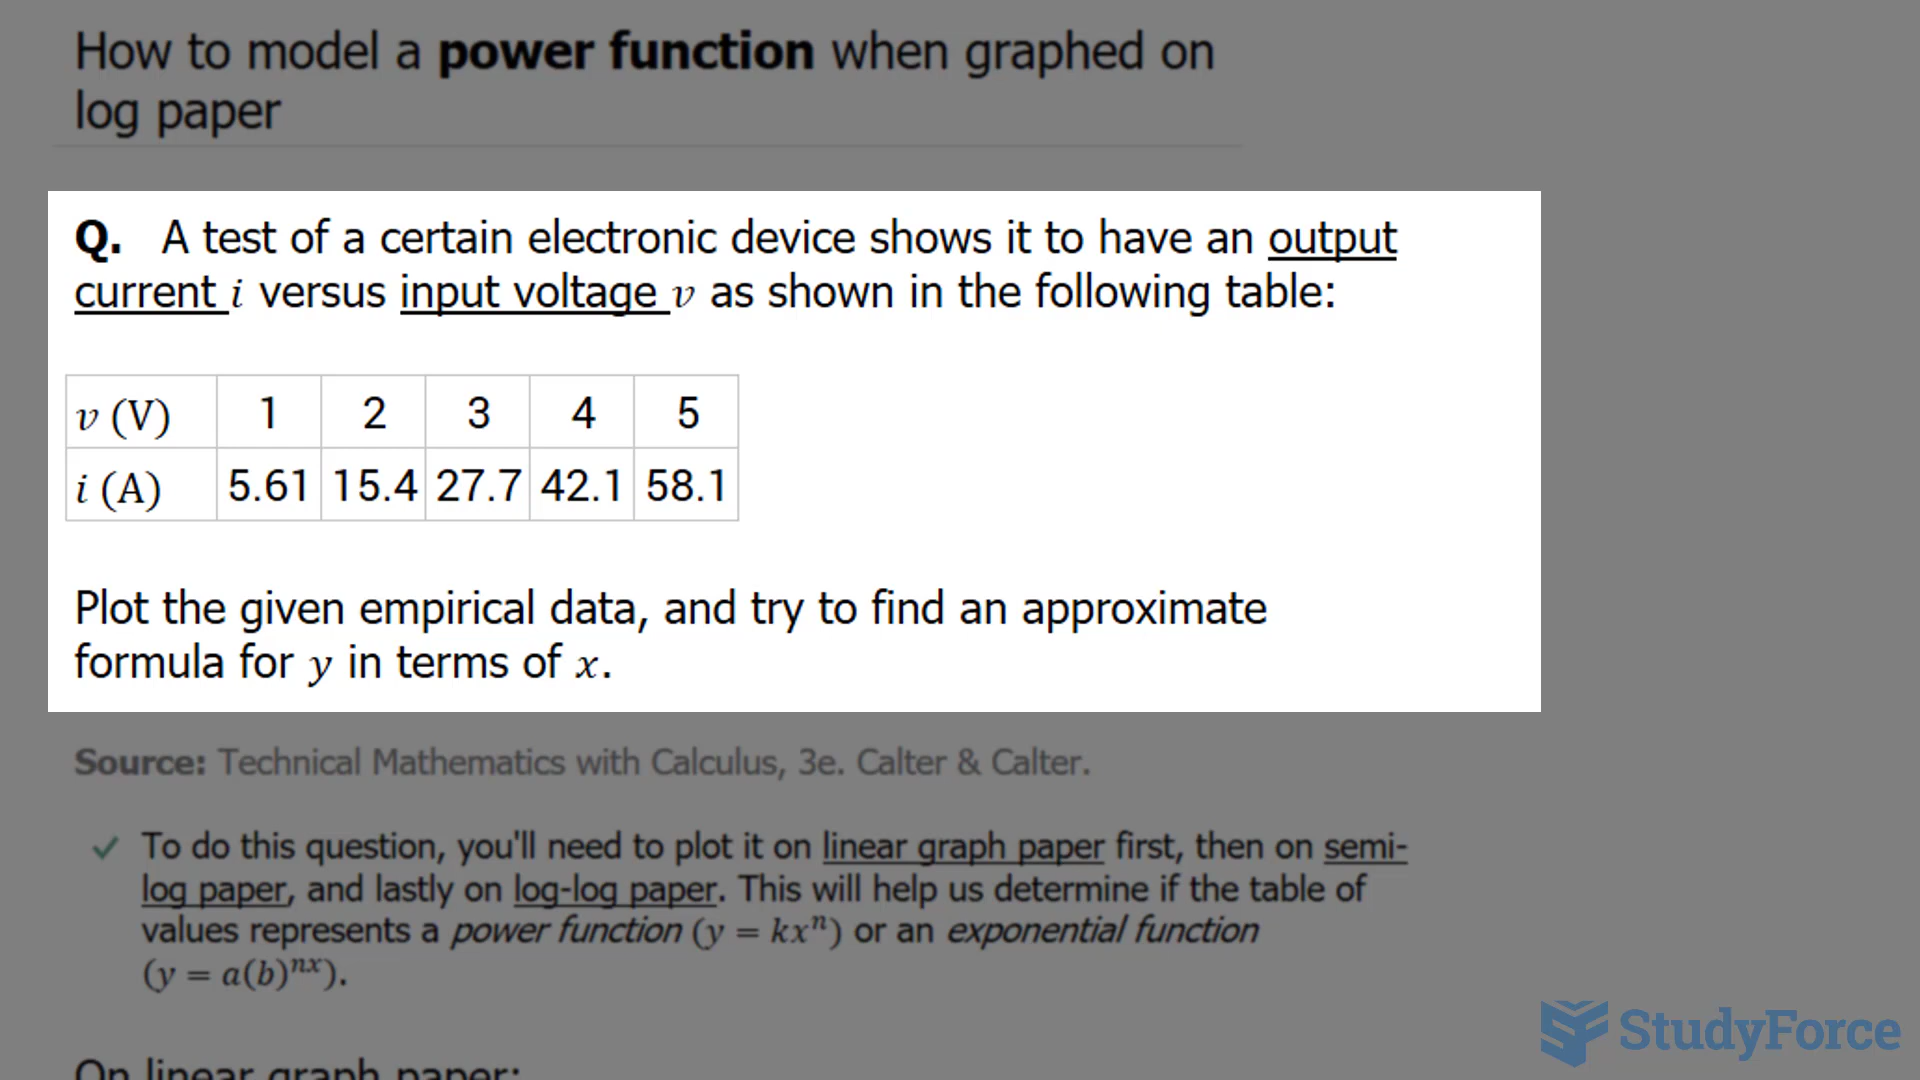 How to model a power function when graphed on
log paper
Q. A test of a certain electronic device shows it to have an output
current i versus input voltage v as shown in the following table:
v (V) 1 2 3 4 5
i (A) 5.61 15.4 27.7 42.1 58.1
Plot the given empirical data, and try to find an approximate
formula for y in terms of x.
Source: Technical Mathematics with Calculus, 3e. Calter & Calter.
✓ To do this question, you'll need to plot it on linear graph paper first, then on semi-
log paper, and lastly on log-log paper. This will help us determine if the table of
values represents a power function (y = kxⁿ) or an exponential function
(y = a(b)ⁿˣ).
StudyForce
On linear graph paper: